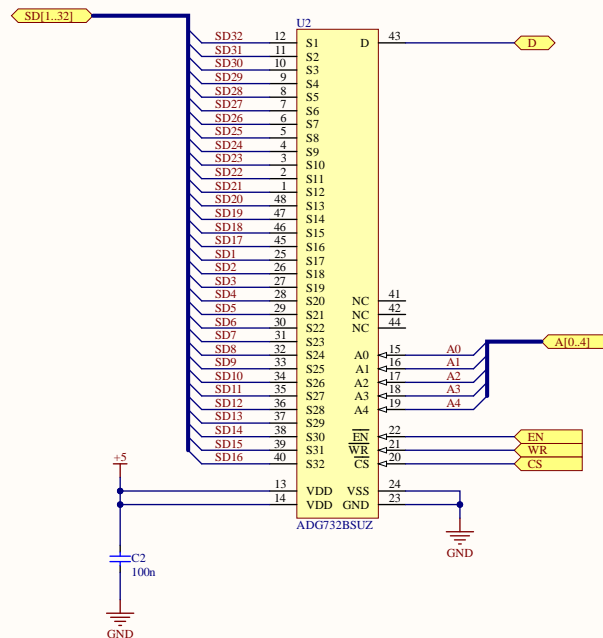 SD[1..32]
U2
SD32 12 S1 D 43 D
SD31 11 S2
SD30 10 S3
SD29 9 S4
SD28 8 S5
SD27 7 S6
SD26 6 S7
SD25 5 S8
SD24 4 S9
SD23 3 S10
SD22 2 S11
SD21 1 S12
SD20 48 S13
SD19 47 S14
SD18 46 S15
SD17 45 S16
SD1 25 S17
SD2 26 S18
SD3 27 S19
SD4 28 S20 NC 41
SD5 29 S21 NC 42
SD6 30 S22 NC 44
SD7 31 S23
SD8 32 S24 A0 15 A0 A[0..4]
SD9 33 S25 A1 16 A1
SD10 34 S26 A2 17 A2
SD11 35 S27 A3 18 A3
SD12 36 S28 A4 19 A4
SD13 37 S29
SD14 38 S30 EN 22 EN
SD15 39 S31 WR 21 WR
SD16 40 S32 CS 20 CS
+5
13 VDD VSS 24
14 VDD GND 23
ADG732BSUZ
GND
C2
100n
GND